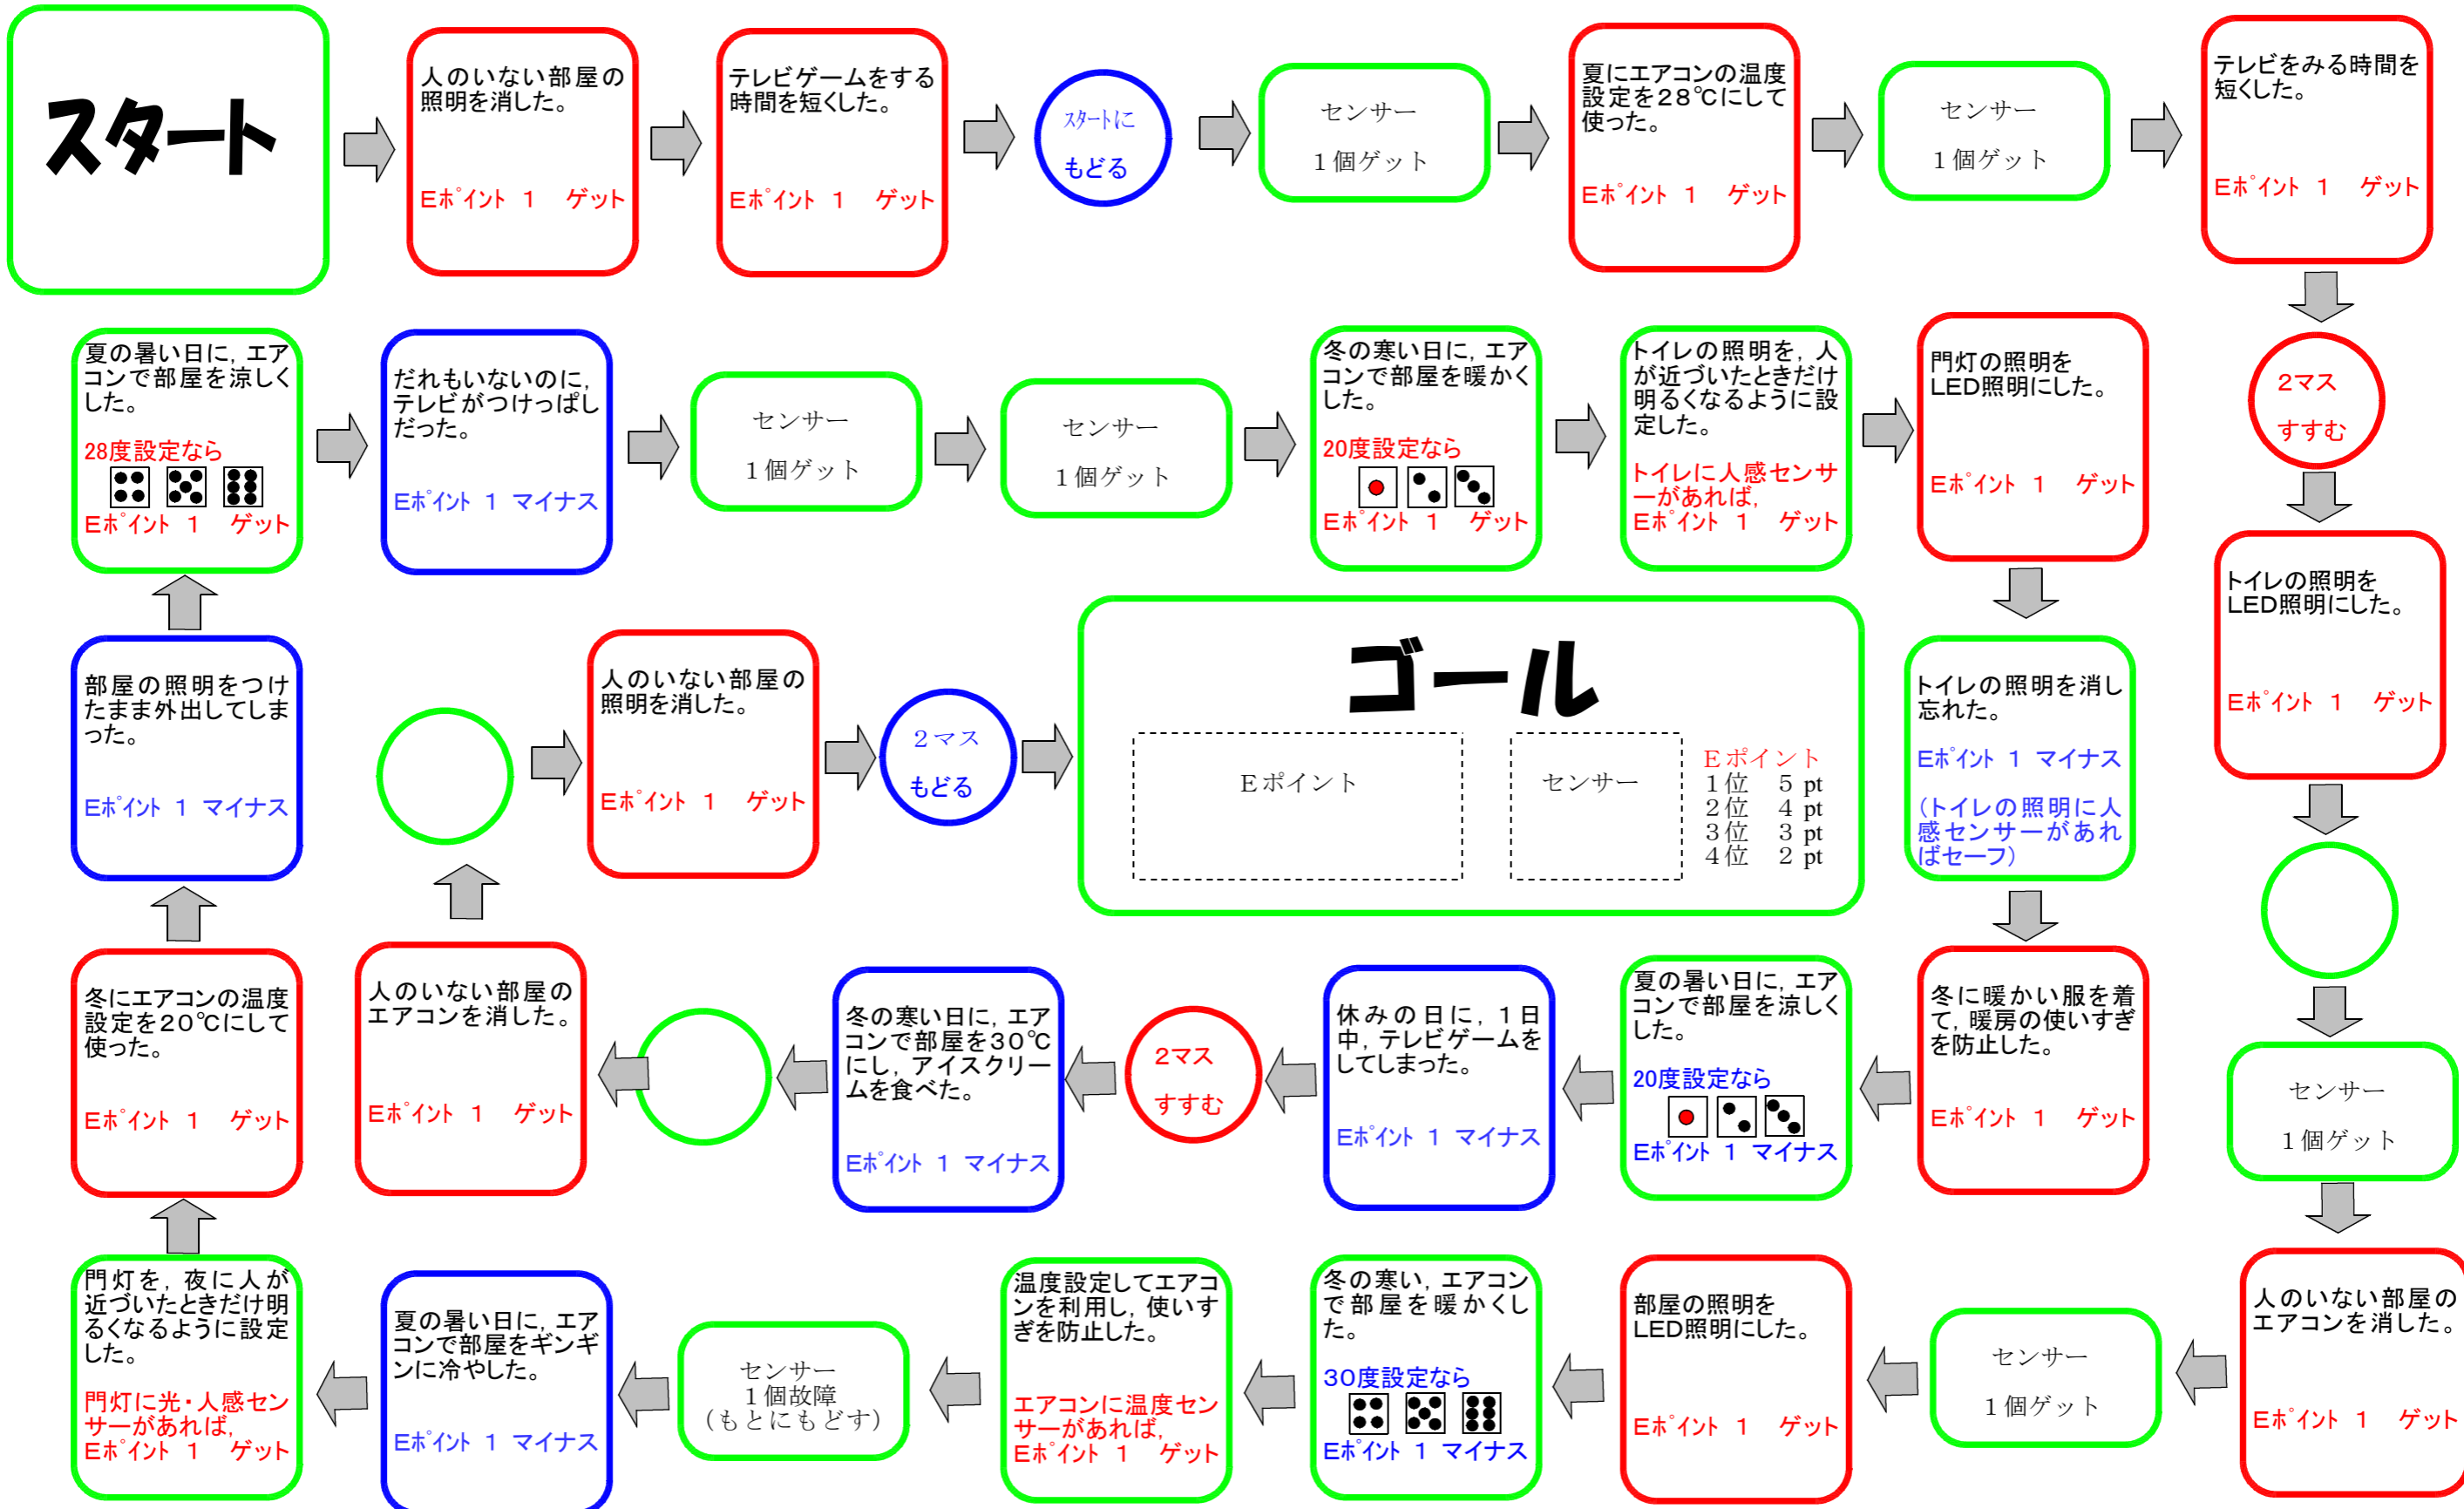 スタート
人のいない部屋の
照明を消した。
Eポイント 1 ゲット
テレビゲームをする
時間を短くした。
Eポイント 1 ゲット
スタートに
もどる
センサー
1個ゲット
夏にエアコンの温度
設定を28℃にして
使った。
Eポイント 1 ゲット
センサー
1個ゲット
テレビをみる時間を
短くした。
Eポイント 1 ゲット
2マス
すすむ
トイレの照明を
LED照明にした。
Eポイント 1 ゲット
センサー
1個ゲット
人のいない部屋の
エアコンを消した。
Eポイント 1 ゲット
センサー
1個ゲット
部屋の照明を
LED照明にした。
Eポイント 1 ゲット
冬の寒い,エアコン
で部屋を暖かくし
た。
30度設定なら
Eポイント 1 マイナス
温度設定してエアコ
ンを利用し,使いす
ぎを防止した。
エアコンに温度セン
サーがあれば,
Eポイント 1 ゲット
センサー
1個故障
(もとにもどす)
夏の暑い日に,エア
コンで部屋をギンギ
ンに冷やした。
Eポイント 1 マイナス
門灯を,夜に人が
近づいたときだけ明
るくなるように設定
した。
門灯に光・人感セン
サーがあれば,
Eポイント 1 ゲット
冬にエアコンの温度
設定を20℃にして
使った。
Eポイント 1 ゲット
部屋の照明をつけ
たまま外出してしま
った。
Eポイント 1 マイナス
夏の暑い日に,エア
コンで部屋を涼しく
した。
28度設定なら
Eポイント 1 ゲット
だれもいないのに,
テレビがつけっぱし
だった。
Eポイント 1 マイナス
センサー
1個ゲット
センサー
1個ゲット
冬の寒い日に,エア
コンで部屋を暖かく
した。
20度設定なら
Eポイント 1 ゲット
トイレの照明を,人
が近づいたときだけ
明るくなるように設
定した。
トイレに人感センサ
ーがあれば,
Eポイント 1 ゲット
門灯の照明を
LED照明にした。
Eポイント 1 ゲット
トイレの照明を消し
忘れた。
Eポイント 1 マイナス
(トイレの照明に人
感センサーがあれ
ばセーフ)
冬に暖かい服を着
て,暖房の使いすぎ
を防止した。
Eポイント 1 ゲット
夏の暑い日に,エア
コンで部屋を涼しく
した。
20度設定なら
Eポイント 1 マイナス
休みの日に,1日
中,テレビゲームを
してしまった。
Eポイント 1 マイナス
2マス
すすむ
冬の寒い日に,エア
コンで部屋を30℃
にし,アイスクリー
ムを食べた。
Eポイント 1 マイナス
人のいない部屋の
エアコンを消した。
Eポイント 1 ゲット
人のいない部屋の
照明を消した。
Eポイント 1 ゲット
2マス
もどる
ゴール
Eポイント
センサー
Eポイント
1位 5 pt
2位 4 pt
3位 3 pt
4位 2 pt